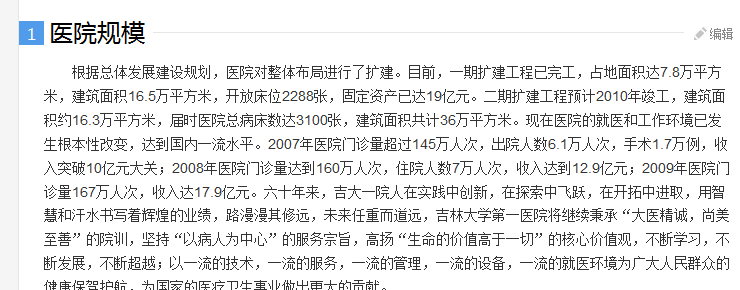 1 医院规模 编辑
根据总体发展建设规划，医院对整体布局进行了扩建。目前，一期扩建工程已完工，占地面积达7.8万平方
米，建筑面积16.5万平方米，开放床位2288张，固定资产已达19亿元。二期扩建工程预计2010年竣工，建筑面
积约16.3万平方米，届时医院总病床数达3100张，建筑面积共计36万平方米。现在医院的就医和工作环境已发
生根本性改变，达到国内一流水平。2007年医院门诊量超过145万人次，出院人数6.1万人次，手术1.7万例，收
入突破10亿元大关；2008年医院门诊量达到160万人次，住院人数7万人次，收入达到12.9亿元；2009年医院门
诊量167万人次，收入达17.9亿元。六十年来，吉大一院人在实践中创新，在探索中飞跃，在开拓中进取，用智
慧和汗水书写着辉煌的业绩，路漫漫其修远，未来任重而道远，吉林大学第一医院将继续秉承“大医精诚，尚美
至善”的院训，坚持“以病人为中心”的服务宗旨，高扬“生命的价值高于一切”的核心价值观，不断学习，不
断发展，不断超越；以一流的技术，一流的服务，一流的管理，一流的设备，一流的就医环境为广大人民群众的
健康保驾护航，为国家的医疗卫生事业做出更大的贡献。